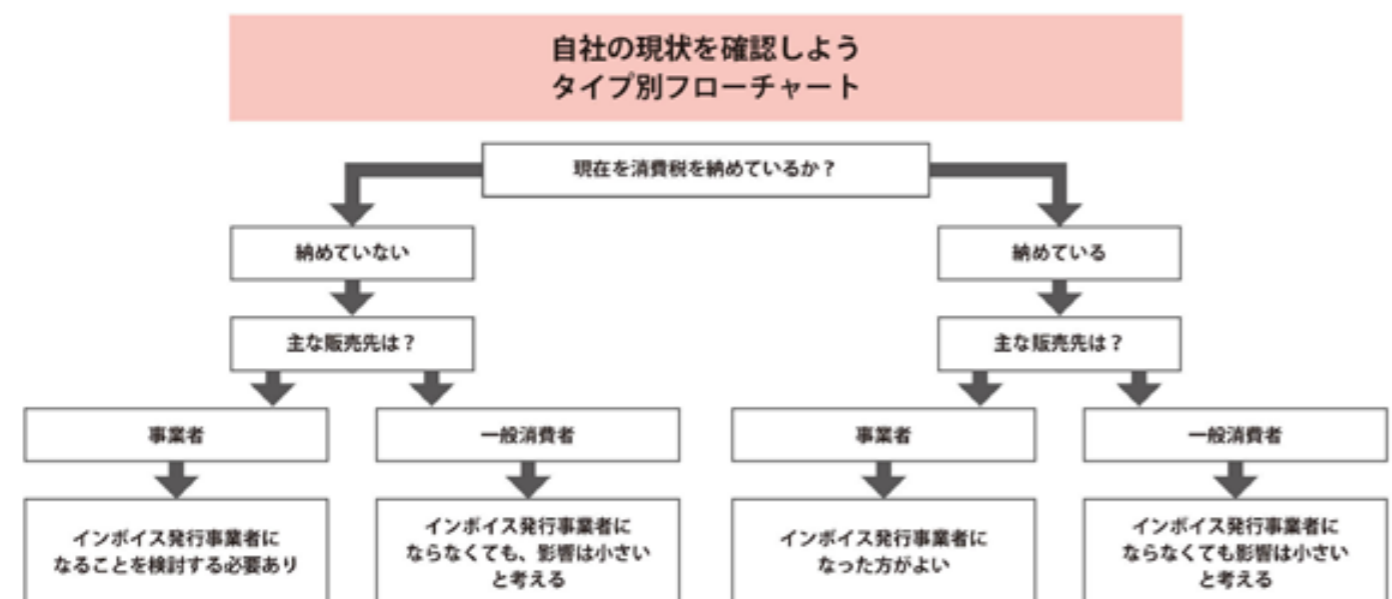 自社の現状を確認しよう
タイプ別フローチャート
現在を消費税を納めているか？
納めていない
納めている
主な販売先は？
主な販売先は？
事業者
一般消費者
事業者
一般消費者
インボイス発行事業者に
なることを検討する必要あり
インボイス発行事業者に
ならなくても、影響は小さい
と考える
インボイス発行事業者に
なった方がよい
インボイス発行事業者に
ならなくても影響は小さい
と考える